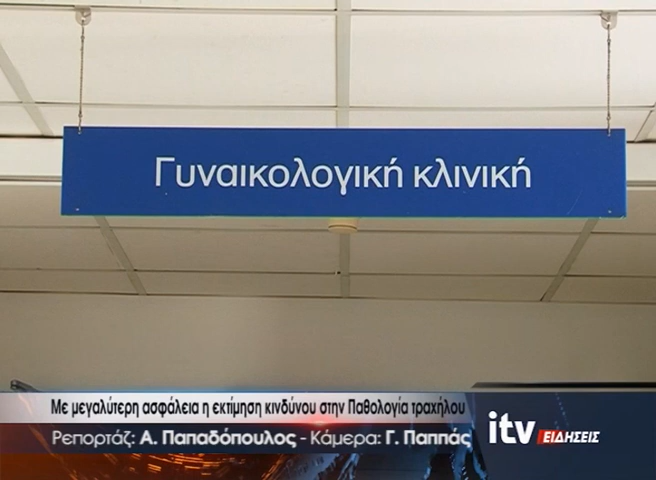 Γυναικολογική κλινική
Με μεγαλύτερη ασφάλεια η εκτίμηση κινδύνου στην Παθολογία τραχήλου
Ρεπορτάζ: Α. Παπαδόπουλος - Κάμερα: Γ. Παππάς
itv ΕΙΔΗΣΕΙΣ